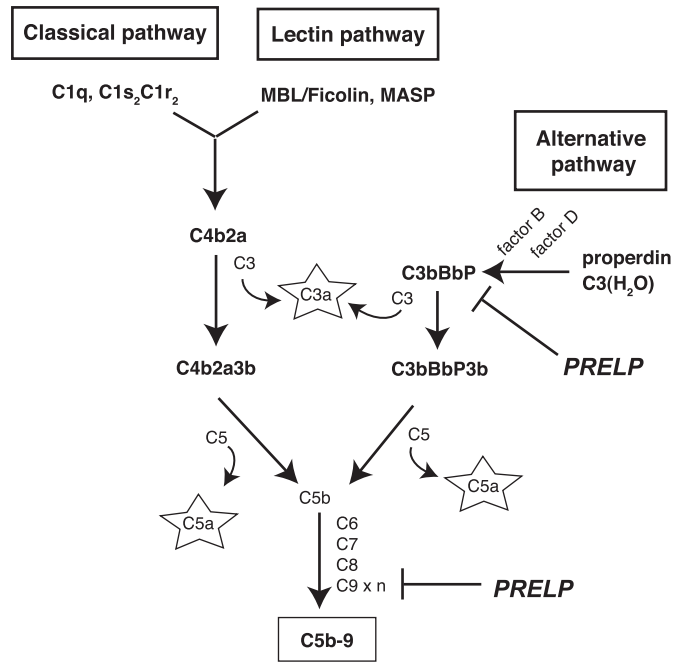 Classical pathway
Lectin pathway
C1q, C1s₂C1r₂
MBL/Ficolin, MASP
Alternative
pathway
factor B
factor D
C4b2a
C3
C3a
C3
C3bBbP
properdin
C3(H₂O)
C4b2a3b
C3bBbP3b
PRELP
C5
C5
C5a
C5b
C5a
C6
C7
C8
C9 x n
PRELP
C5b-9